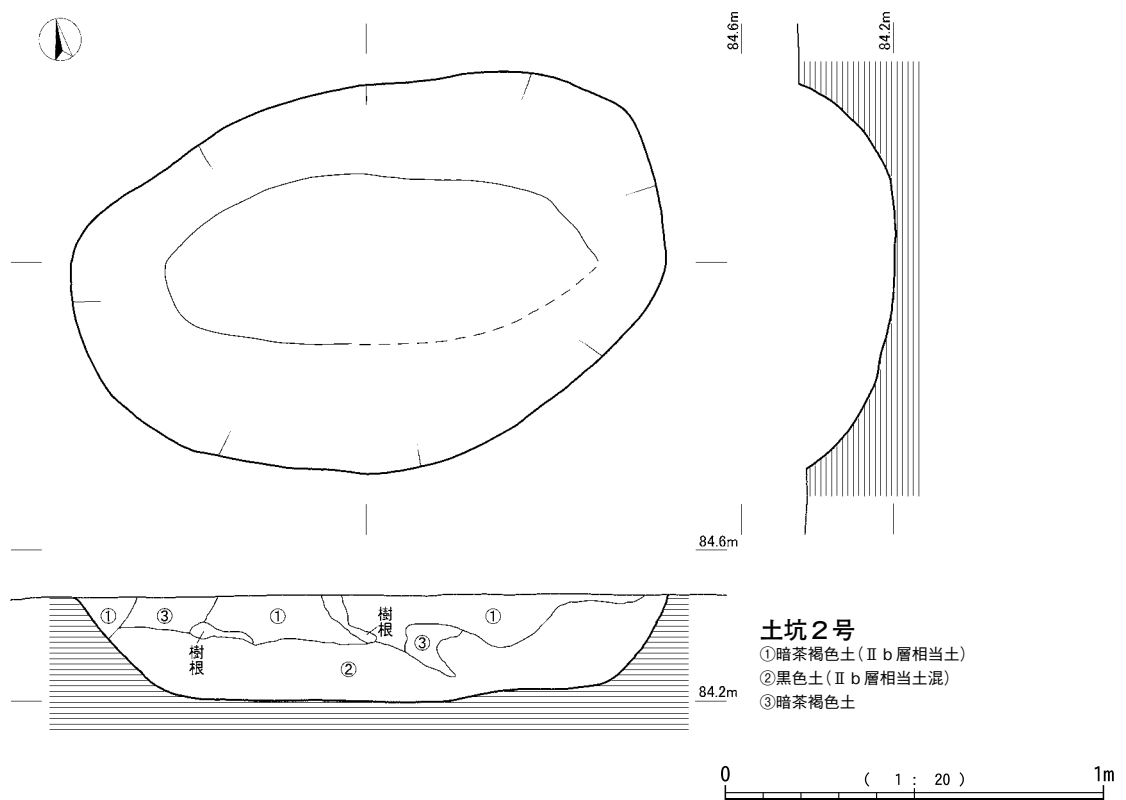 84.6m
84.2m
84.6m
① ③ ① 樹根 ①
樹根 ② ③
84.2m
土坑2号
①暗茶褐色土(Ⅱb層相当土)
②黒色土(Ⅱb層相当土混)
③暗茶褐色土
0 ( 1 : 20 ) 1m